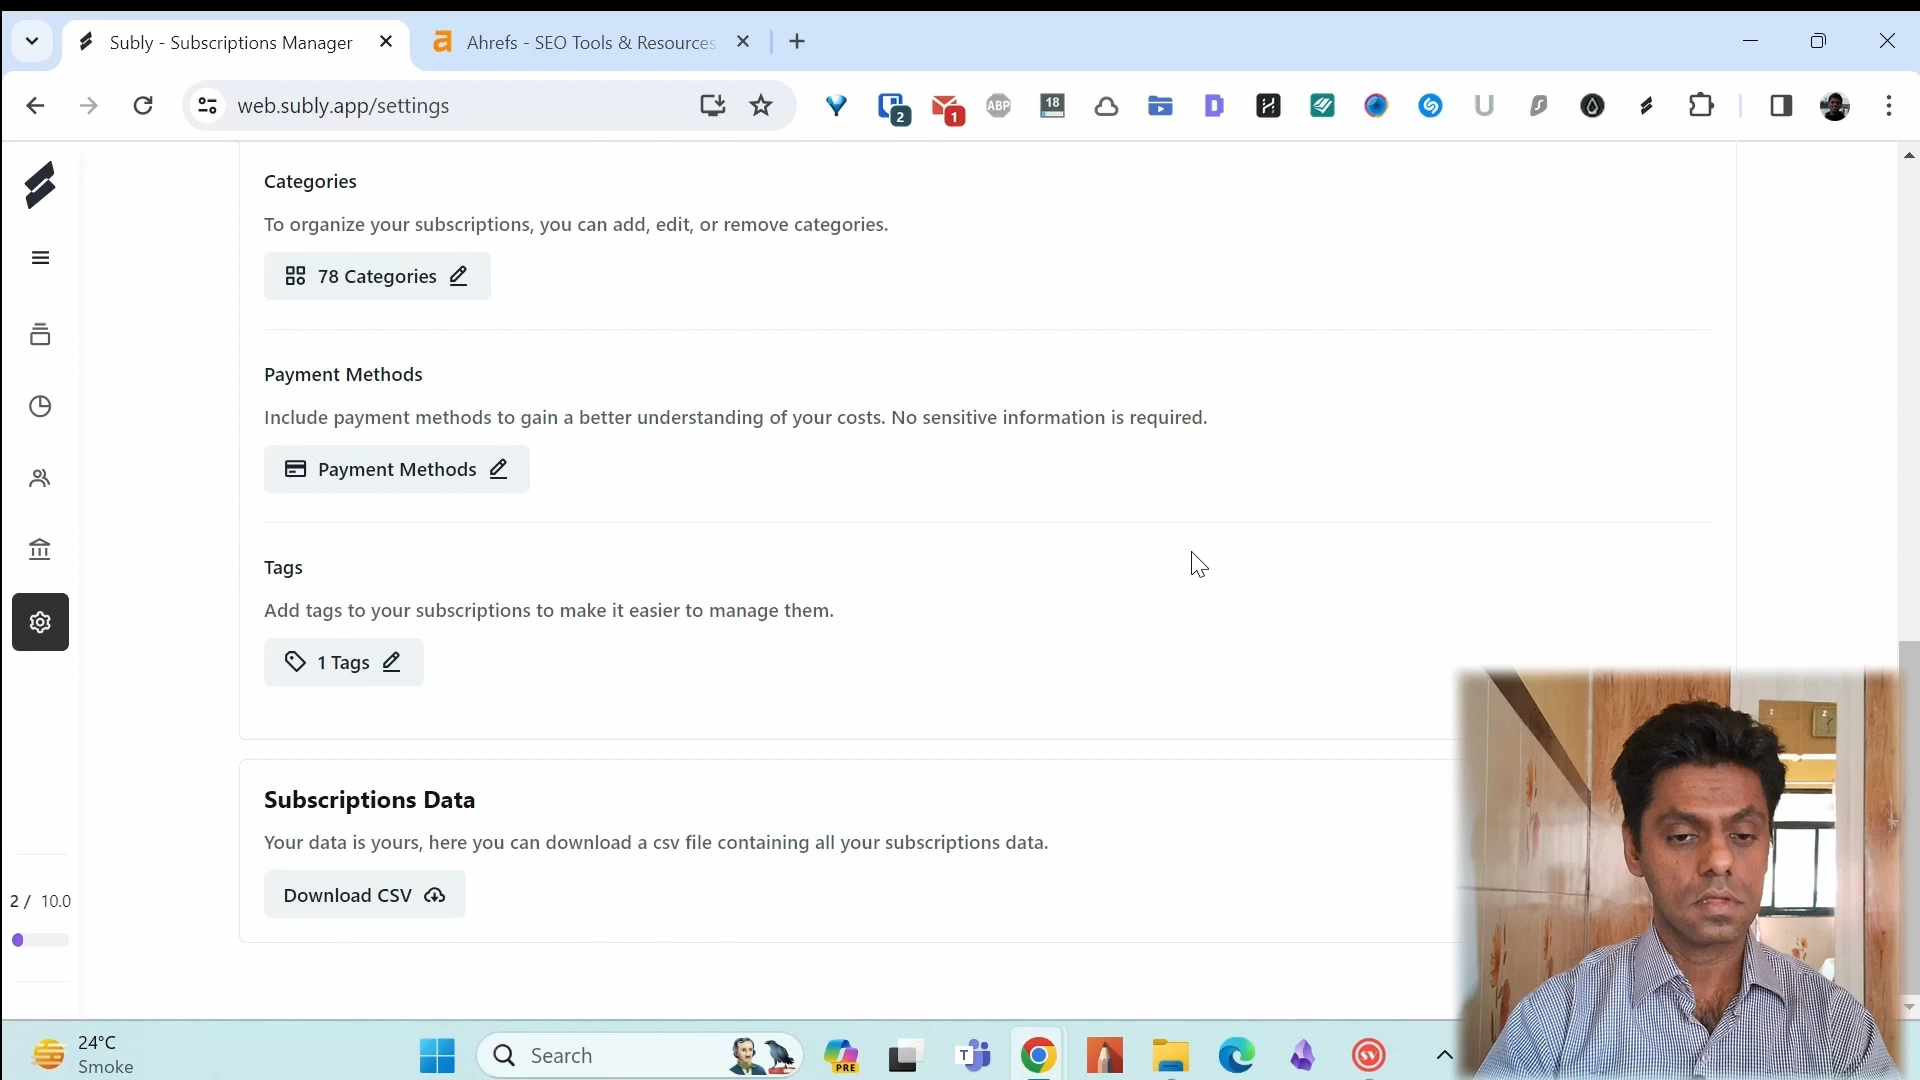 Subly - Subscriptions Manager
Ahrefs - SEO Tools & Resources
web.subly.app/settings
2
1
ABP
18
Categories
To organize your subscriptions, you can add, edit, or remove categories.
78 Categories
Payment Methods
Include payment methods to gain a better understanding of your costs. No sensitive information is required.
Payment Methods
Tags
Add tags to your subscriptions to make it easier to manage them.
1 Tags
Subscriptions Data
Your data is yours, here you can download a csv file containing all your subscriptions data.
Download CSV
2 / 10.0
24°C
Smoke
Search
PRE